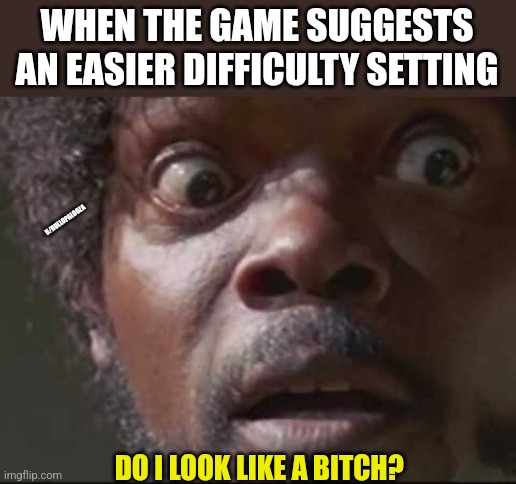 WHEN THE GAME SUGGESTS
AN EASIER DIFFICULTY SETTING
DO I LOOK LIKE A BITCH?
imgflip.com